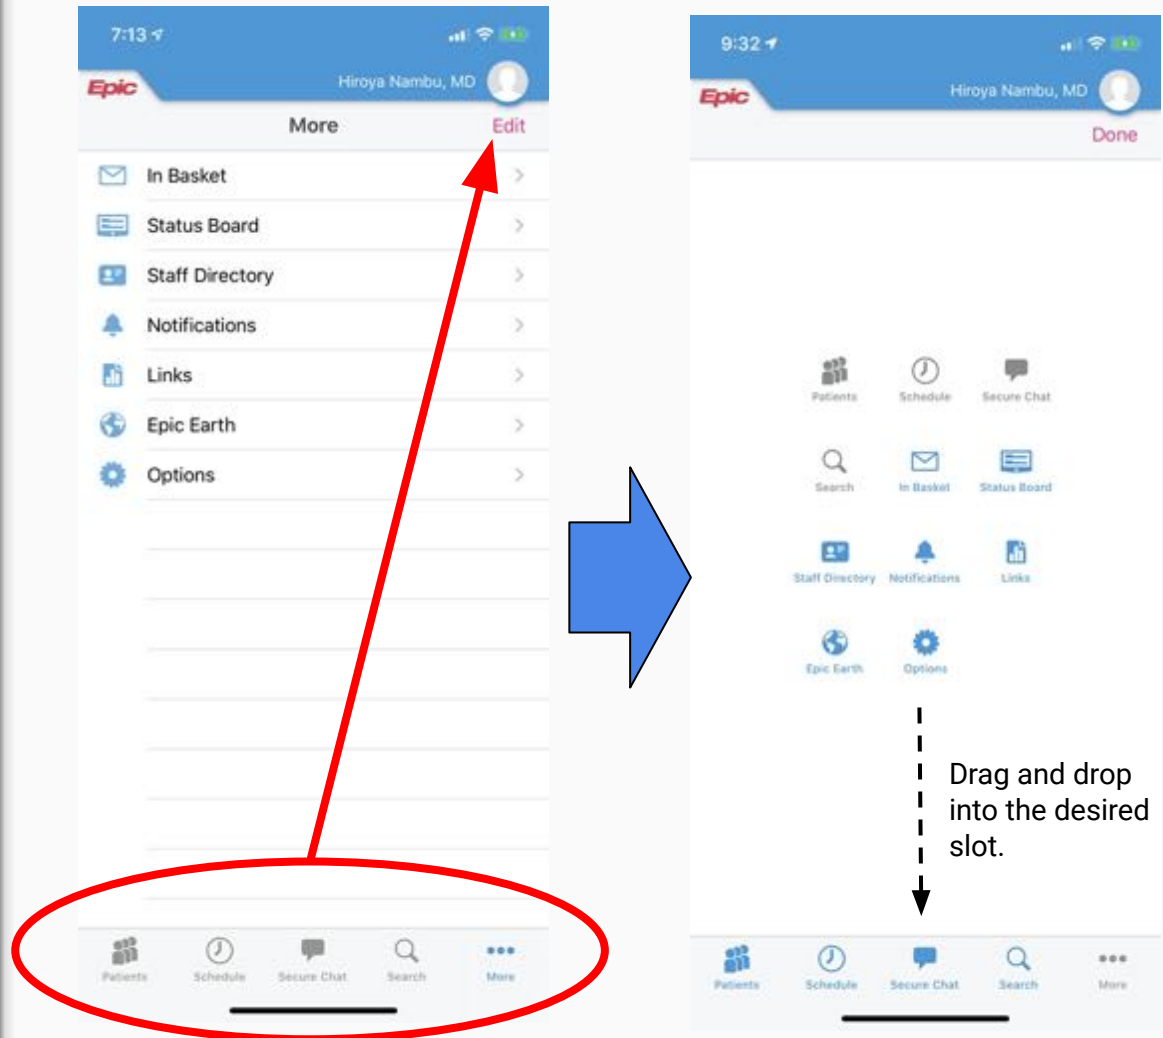 7:13
Epic
Hiroya Nambu, MD
More
Edit
In Basket
Status Board
Staff Directory
Notifications
Links
Epic Earth
Options
Patients
Schedule
Secure Chat
Search
More
9:32
Epic
Hiroya Nambu, MD
Done
Patients
Schedule
Secure Chat
Search
In Basket
Status Board
Staff Directory
Notifications
Links
Epic Earth
Options
Drag and drop
into the desired
slot.
Patients
Schedule
Secure Chat
Search
More